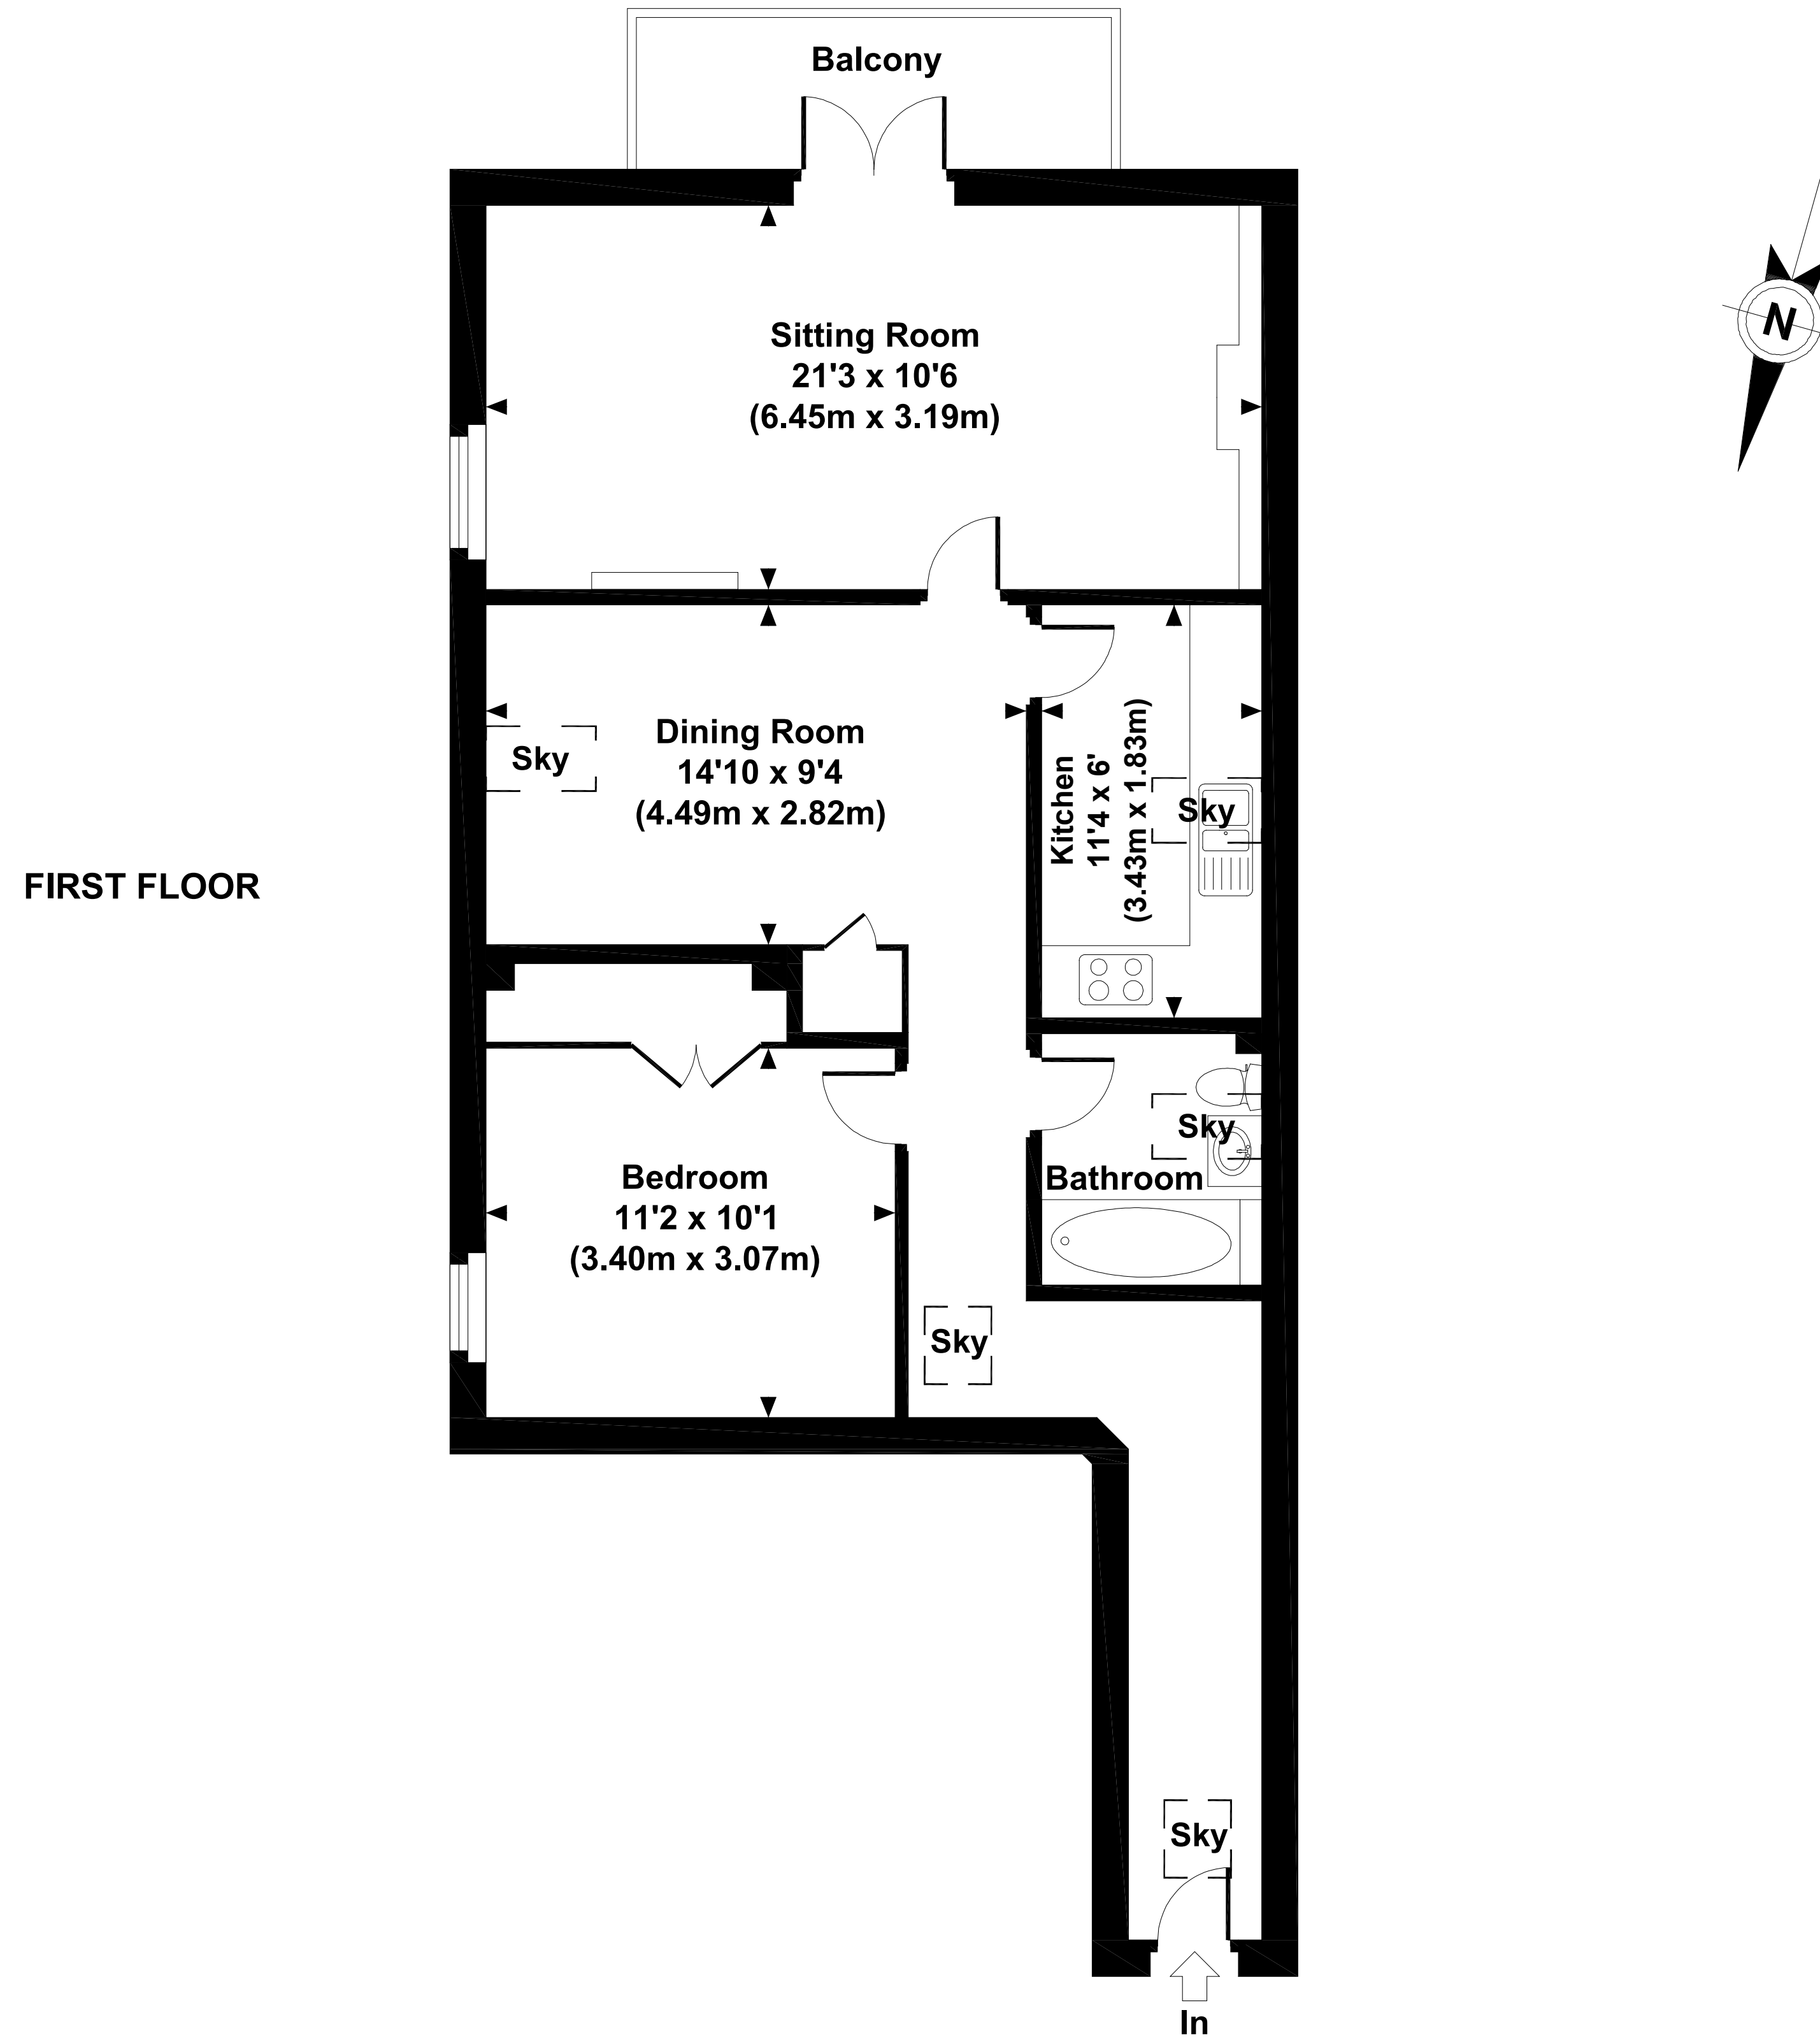 Balcony
Sitting Room
21'3 x 10'6
(6.45m x 3.19m)
N
Dining Room
14'10 x 9'4
(4.49m x 2.82m)
Sky
Kitchen
11'4 x 6'
(3.43m x 1.83m)
Sky
FIRST FLOOR
Sky
Bathroom
Bedroom
11'2 x 10'1
(3.40m x 3.07m)
Sky
Sky
In